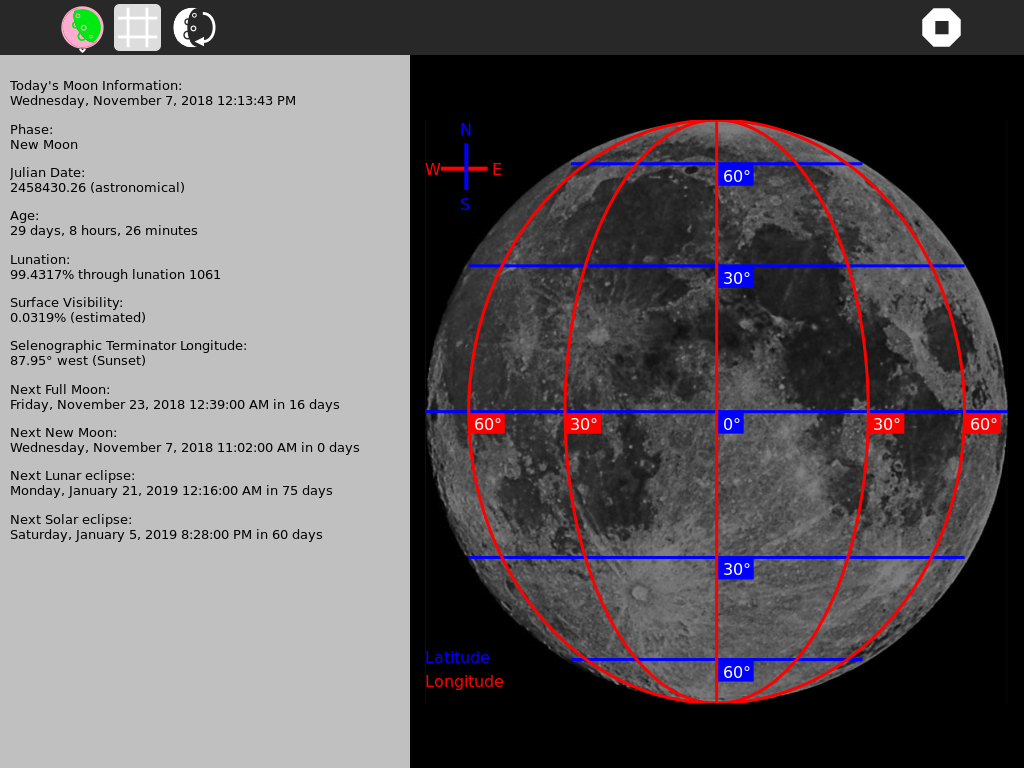 Today's Moon Information:
Wednesday, November 7, 2018 12:13:43 PM
Phase:
New Moon
Julian Date:
2458430.26 (astronomical)
Age:
29 days, 8 hours, 26 minutes
Lunation:
99.4317% through lunation 1061
Surface Visibility:
0.0319% (estimated)
Selenographic Terminator Longitude:
87.95° west (Sunset)
Next Full Moon:
Friday, November 23, 2018 12:39:00 AM in 16 days
Next New Moon:
Wednesday, November 7, 2018 11:02:00 AM in 0 days
Next Lunar eclipse:
Monday, January 21, 2019 12:16:00 AM in 75 days
Next Solar eclipse:
Saturday, January 5, 2019 8:28:00 PM in 60 days
N
W E
S
60°
30°
60° 30° 0° 30° 60°
30°
60°
Latitude
Longitude